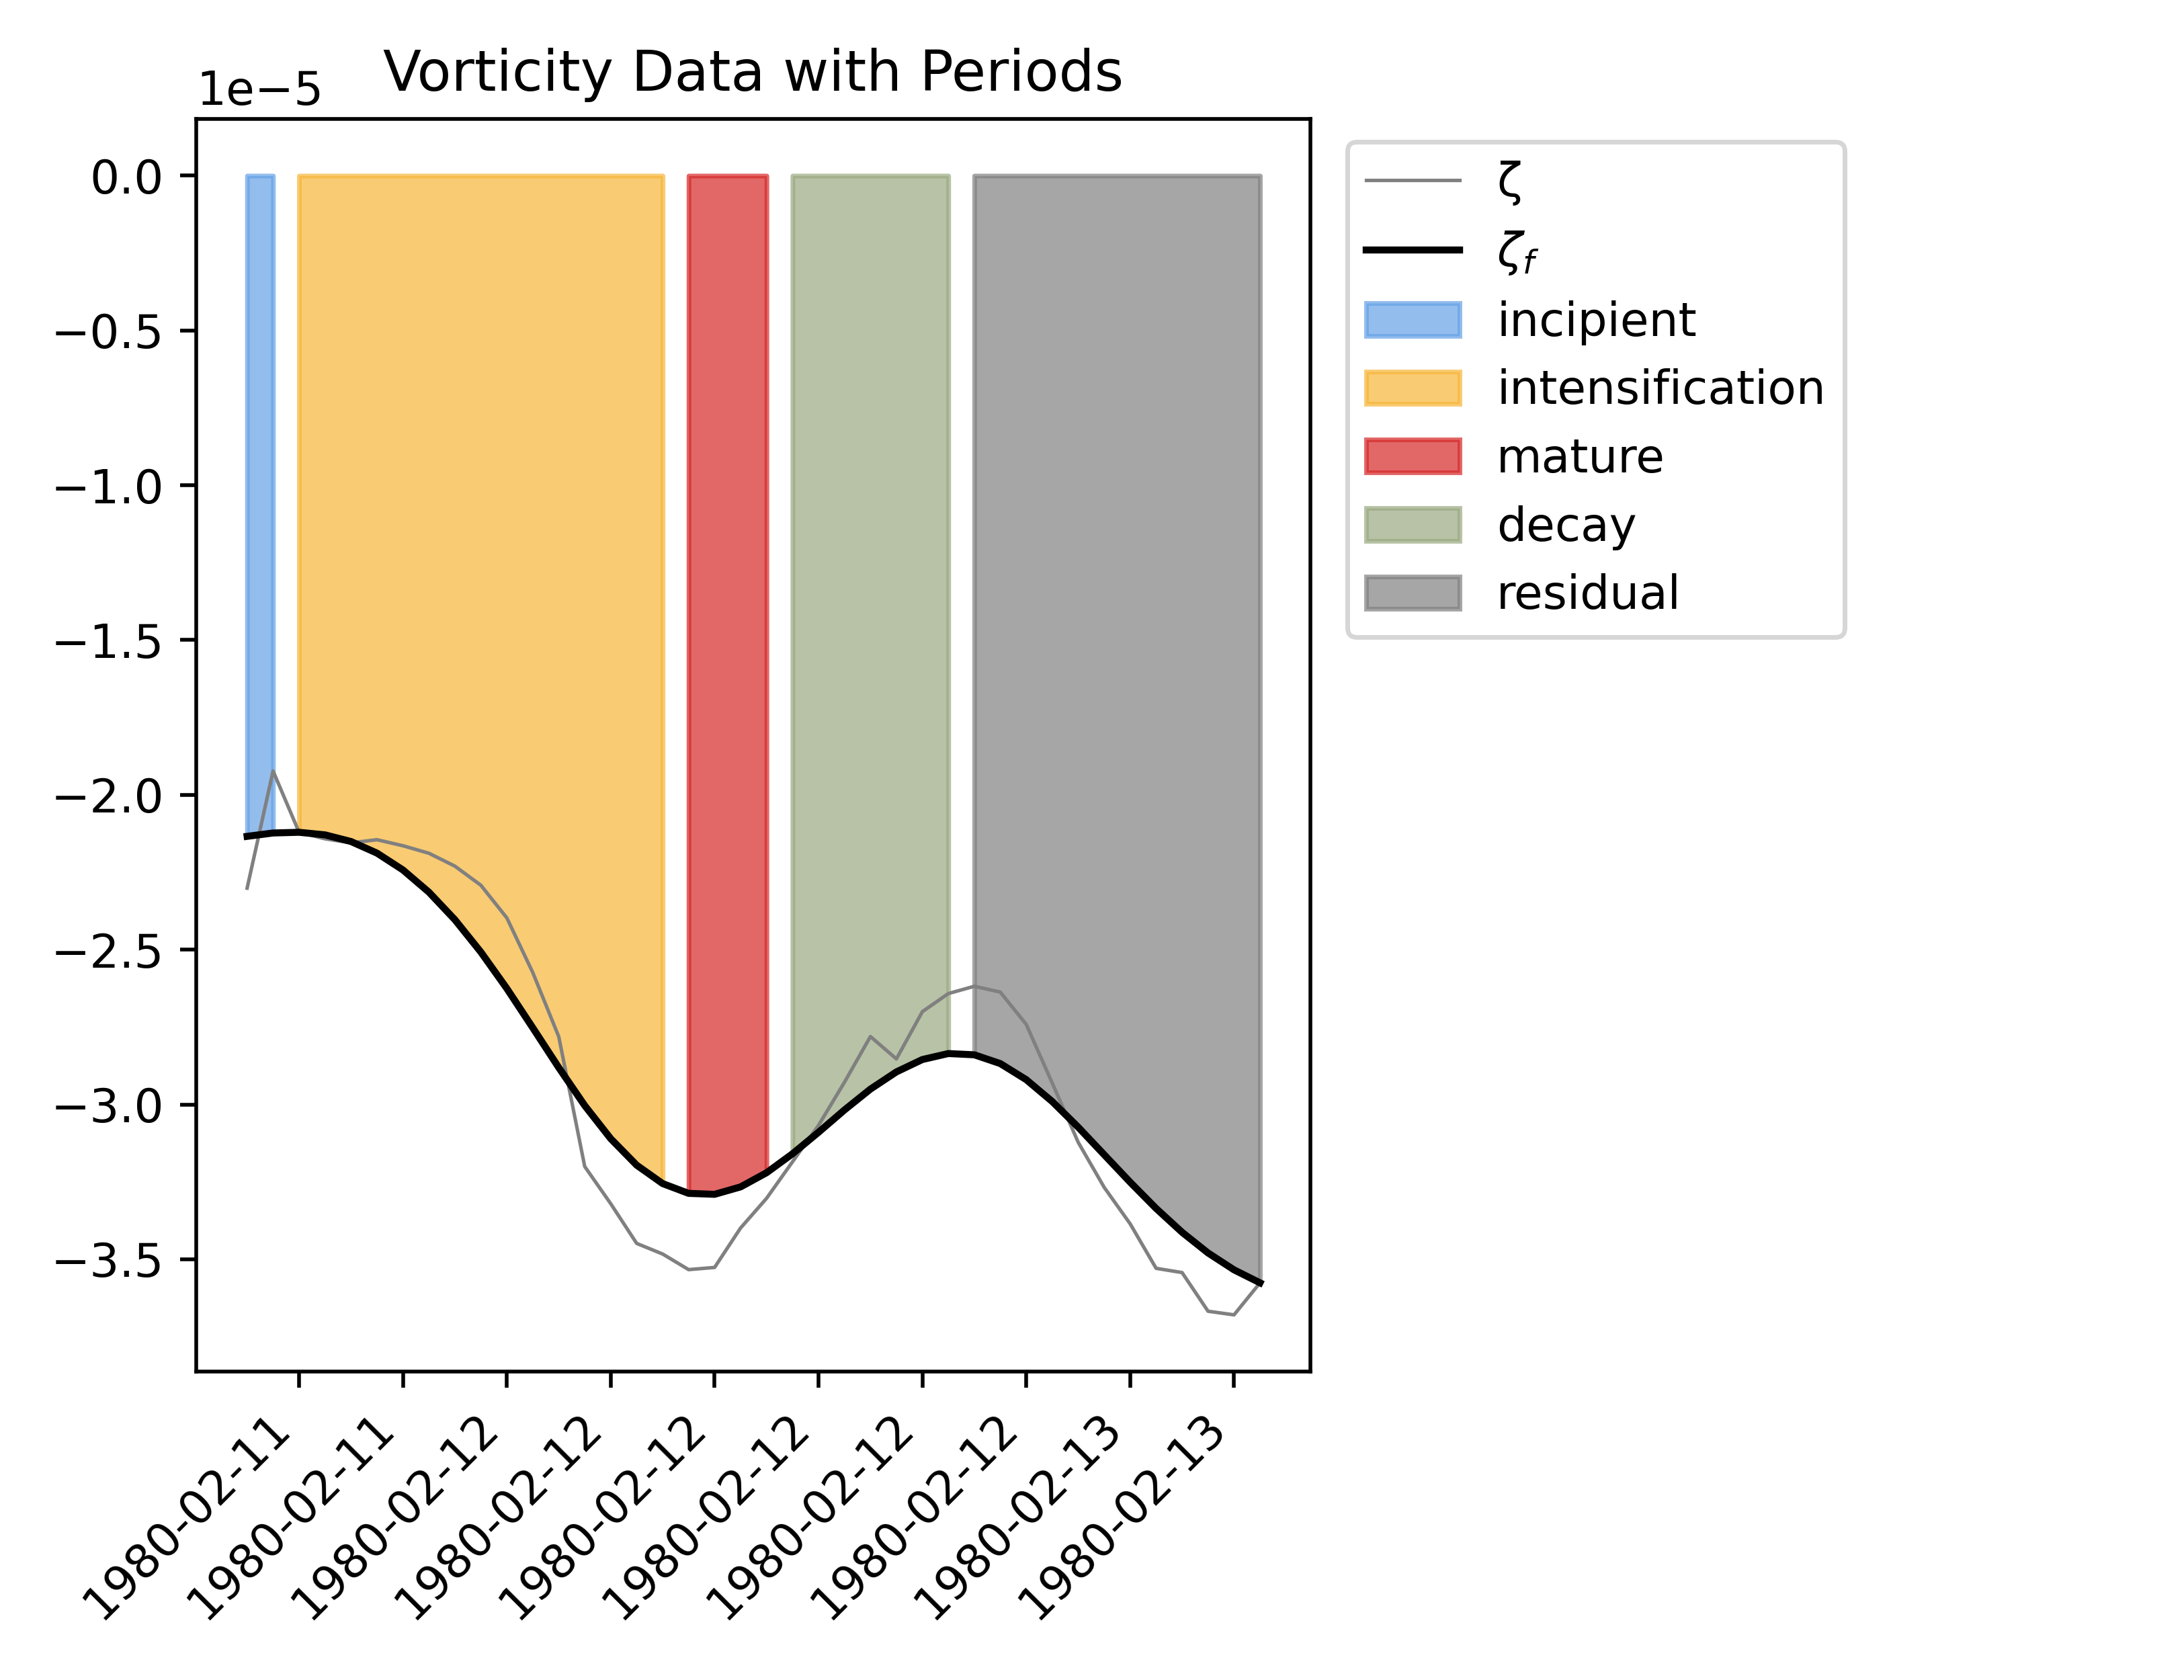 Vorticity Data with Periods
1e−5
0.0
−0.5
−1.0
−1.5
−2.0
−2.5
−3.0
−3.5
1980-02-11
1980-02-11
1980-02-12
1980-02-12
1980-02-12
1980-02-12
1980-02-12
1980-02-12
1980-02-13
1980-02-13
ζ
ζf
incipient
intensification
mature
decay
residual